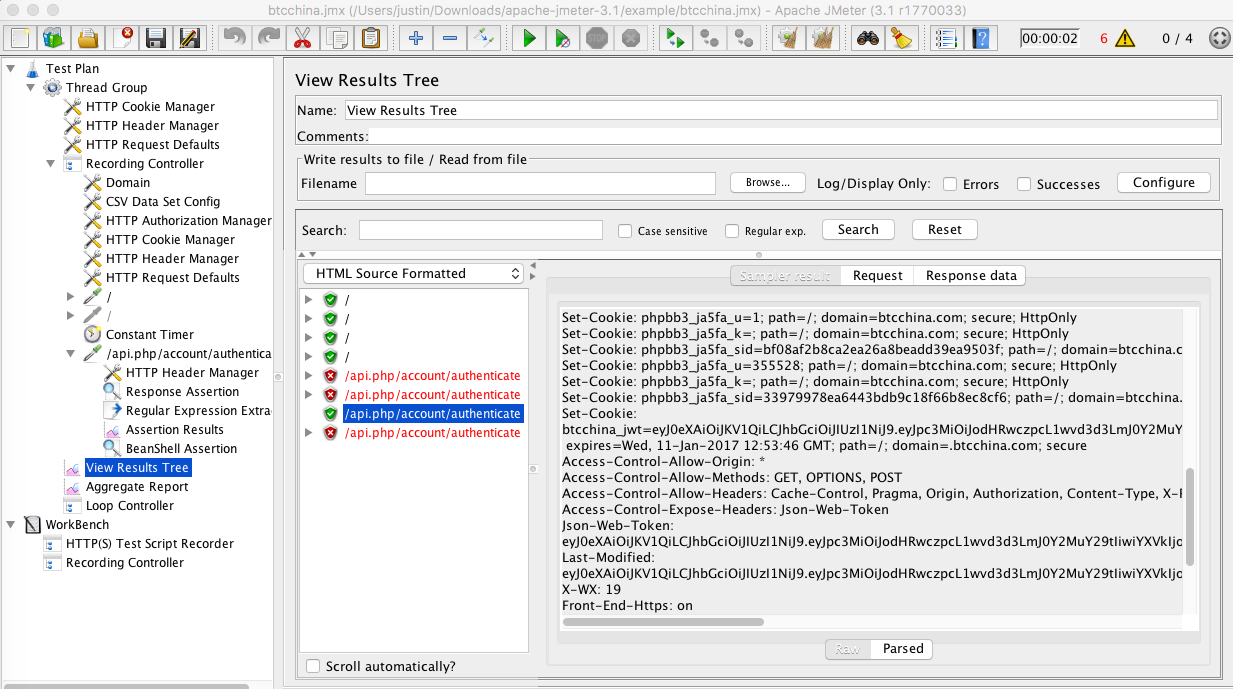 btcchina.jmx (/Users/justin/Downloads/apache-jmeter-3.1/example/btcchina.jmx) - Apache JMeter (3.1 r1770033)
STOP
00:00:02
6
0 / 4
Test Plan
Thread Group
HTTP Cookie Manager
HTTP Header Manager
HTTP Request Defaults
Recording Controller
Domain
CSV Data Set Config
HTTP Authorization Manager
HTTP Cookie Manager
HTTP Header Manager
HTTP Request Defaults
/
/
Constant Timer
/api.php/account/authentica
HTTP Header Manager
Response Assertion
Regular Expression Extra
Assertion Results
BeanShell Assertion
View Results Tree
Aggregate Report
Loop Controller
WorkBench
HTTP(S) Test Script Recorder
Recording Controller
View Results Tree
Name: View Results Tree
Comments:
Write results to file / Read from file
Filename
Browse...
Log/Display Only:
Errors
Successes
Configure
Search:
Case sensitive
Regular exp.
Search
Reset
HTML Source Formatted
/
/
/
/
/api.php/account/authenticate
/api.php/account/authenticate
/api.php/account/authenticate
/api.php/account/authenticate
Scroll automatically?
Sampler result
Request
Response data
Set-Cookie: phpbb3_ja5fa_u=1; path=/; domain=btcchina.com; secure; HttpOnly
Set-Cookie: phpbb3_ja5fa_k=; path=/; domain=btcchina.com; secure; HttpOnly
Set-Cookie: phpbb3_ja5fa_sid=bf08af2b8ca2ea26a8beadd39ea9503f; path=/; domain=btcchina.c
Set-Cookie: phpbb3_ja5fa_u=355528; path=/; domain=btcchina.com; secure; HttpOnly
Set-Cookie: phpbb3_ja5fa_k=; path=/; domain=btcchina.com; secure; HttpOnly
Set-Cookie: phpbb3_ja5fa_sid=33979978ea6443bdb9c18f66b8ec8cf6; path=/; domain=btcchina.c
Set-Cookie:
btcchina_jwt=eyJ0eXAiOiJKV1QiLCJhbGciOiJIUzI1NiJ9.eyJpc3MiOiJodHRwczpcL1wvd3d3LmJ0Y2MuY
expires=Wed, 11-Jan-2017 12:53:46 GMT; path=/; domain=.btcchina.com; secure
Access-Control-Allow-Origin: *
Access-Control-Allow-Methods: GET, OPTIONS, POST
Access-Control-Allow-Headers: Cache-Control, Pragma, Origin, Authorization, Content-Type, X-R
Access-Control-Expose-Headers: Json-Web-Token
Json-Web-Token:
eyJ0eXAiOiJKV1QiLCJhbGciOiJIUzI1NiJ9.eyJpc3MiOiJodHRwczpcL1wvd3d3LmJ0Y2MuY29tIiwiYXVkIjo
Last-Modified:
eyJ0eXAiOiJKV1QiLCJhbGciOiJIUzI1NiJ9.eyJpc3MiOiJodHRwczpcL1wvd3d3LmJ0Y2MuY29tIiwiYXVkIjo
X-WX: 19
Front-End-Https: on
Raw
Parsed